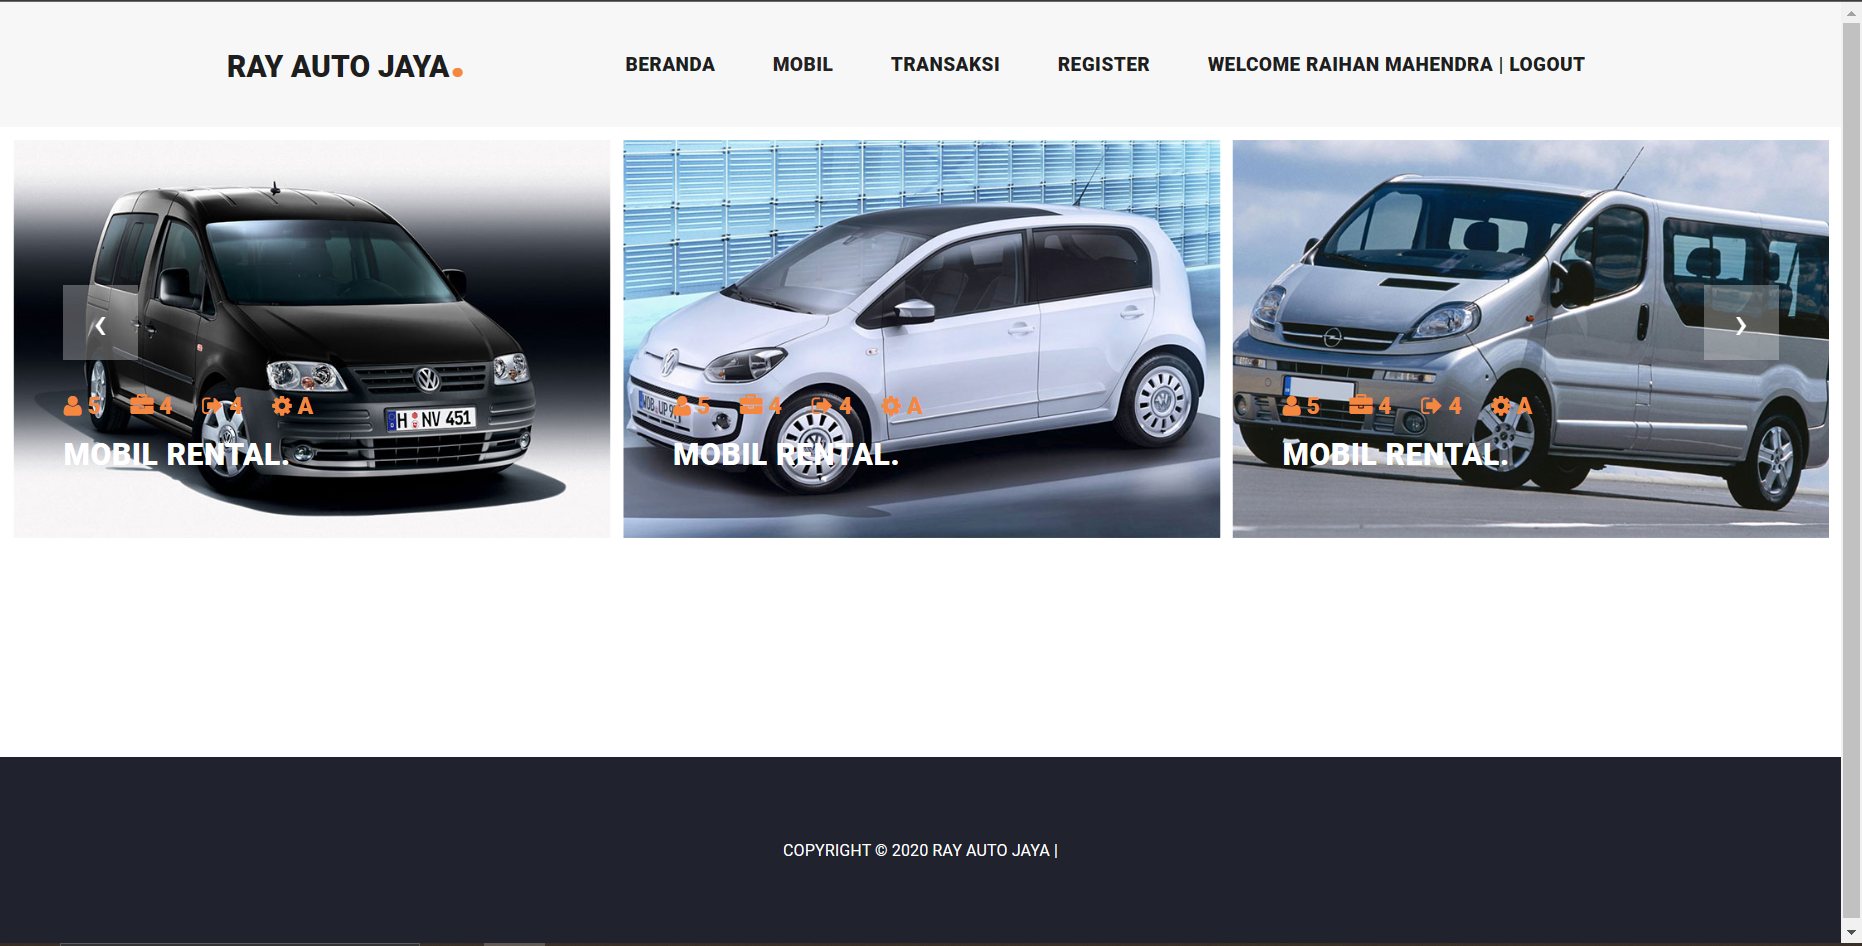 RAY AUTO JAYA.
BERANDA MOBIL TRANSAKSI REGISTER WELCOME RAIHAN MAHENDRA | LOGOUT
H NV 451
5 4 4 A
MOBIL RENTAL.
5 4 4 A
MOBIL RENTAL.
5 4 4 A
MOBIL RENTAL.
COPYRIGHT © 2020 RAY AUTO JAYA |